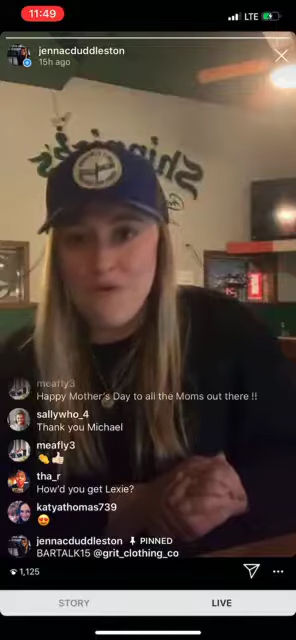 11:49
LTE
jennacduddleston
15h ago
meafly3
Happy Mother's Day to all the Moms out there !!
sallywho_4
Thank you Michael
meafly3
👏👍🏻
tha_r
How'd you get Lexie?
katyathomas739
😍
jennacduddleston PINNED
BARTALK15 @grit_clothing_co
1,125
STORY
LIVE